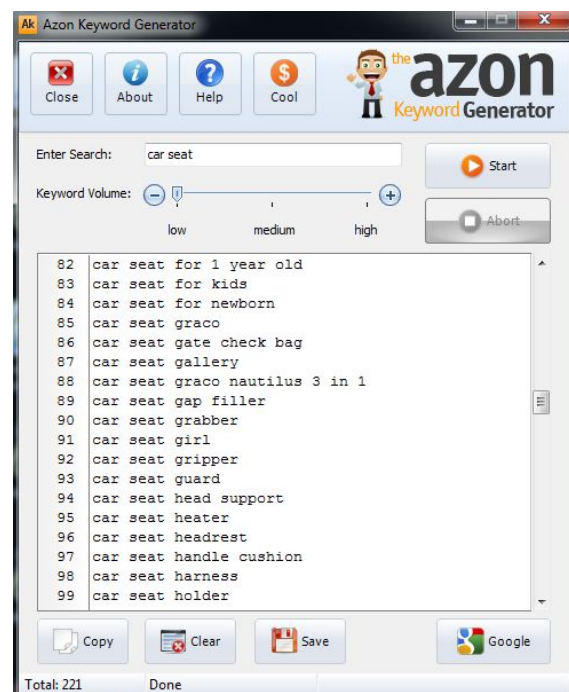 Ak Azon Keyword Generator
Close About Help Cool
the azon
Keyword Generator
Enter Search: car seat
Start
Keyword Volume:
low medium high
Abort
82 car seat for 1 year old
83 car seat for kids
84 car seat for newborn
85 car seat graco
86 car seat gate check bag
87 car seat gallery
88 car seat graco nautilus 3 in 1
89 car seat gap filler
90 car seat grabber
91 car seat girl
92 car seat gripper
93 car seat guard
94 car seat head support
95 car seat heater
96 car seat headrest
97 car seat handle cushion
98 car seat harness
99 car seat holder
Copy Clear Save Google
Total: 221 Done